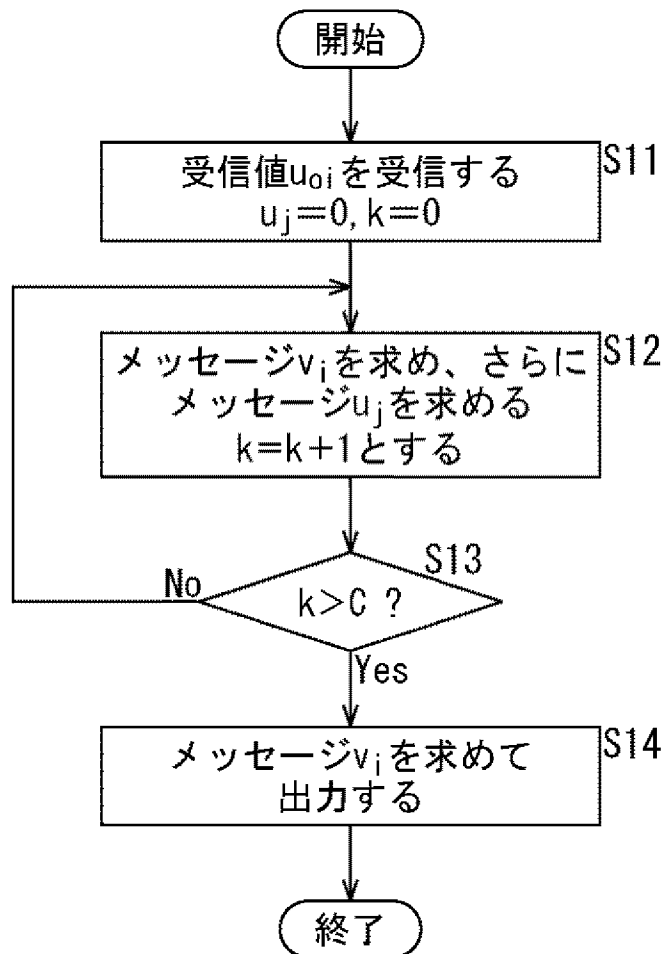 開始
S11
受信値u₀ᵢを受信する
uⱼ=0,k=0
S12
メッセージvᵢを求め、さらに
メッセージuⱼを求める
k=k+1とする
S13
No
k>C ?
Yes
S14
メッセージvᵢを求めて
出力する
終了